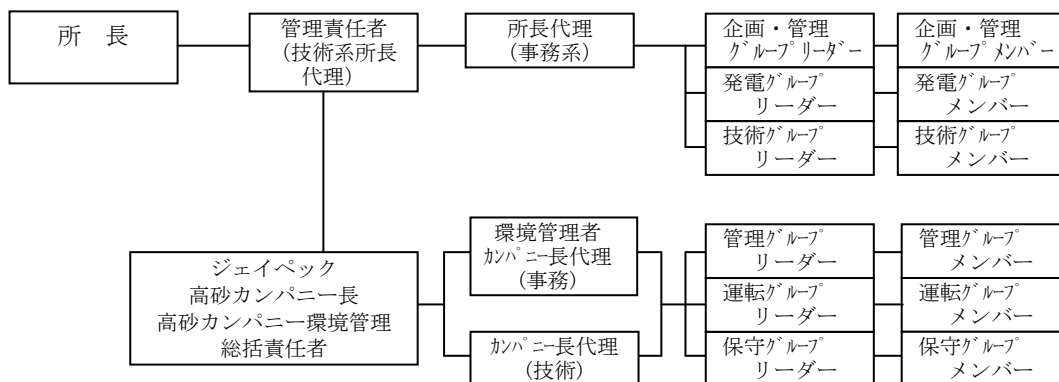 所　長
管理責任者
(技術系所長
代理)
所長代理
(事務系)
企画・管理
ｸﾞﾙｰﾌﾟﾘｰﾀﾞｰ
企画・管理
ｸﾞﾙｰﾌﾟﾒﾝﾊﾞｰ
発電ｸﾞﾙｰﾌﾟ
リーダー
発電ｸﾞﾙｰﾌﾟ
メンバー
技術ｸﾞﾙｰﾌﾟ
リーダー
技術ｸﾞﾙｰﾌﾟ
メンバー
ジェイペック
高砂カンパニー長
高砂カンパニー環境管理
総括責任者
環境管理者
ｶﾝﾊﾟﾆｰ長代理
(事務)
ｶﾝﾊﾟﾆｰ長代理
(技術)
管理ｸﾞﾙｰﾌﾟ
リーダー
管理ｸﾞﾙｰﾌﾟ
メンバー
運転ｸﾞﾙｰﾌﾟ
リーダー
運転ｸﾞﾙｰﾌﾟ
メンバー
保守ｸﾞﾙｰﾌﾟ
リーダー
保守ｸﾞﾙｰﾌﾟ
メンバー